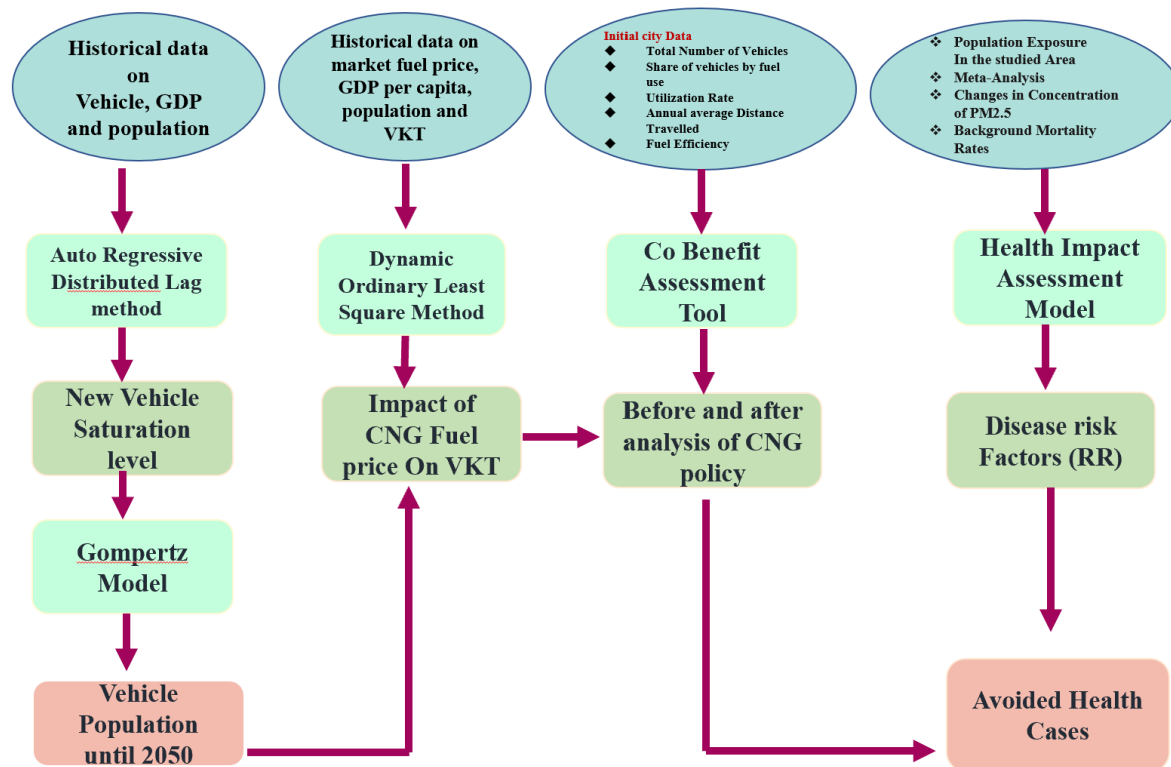 Historical data
on
Vehicle, GDP
and population
Historical data on
market fuel price,
GDP per capita,
population and
VKT
Initial city Data
◆ Total Number of Vehicles
◆ Share of vehicles by fuel
use
◆ Utilization Rate
◆ Annual average Distance
Travelled
◆ Fuel Efficiency
❖ Population Exposure
In the studied Area
❖ Meta-Analysis
❖ Changes in Concentration
of PM2.5
❖ Background Mortality
Rates
Auto Regressive
Distributed Lag
method
Dynamic
Ordinary Least
Square Method
Co Benefit
Assessment
Tool
Health Impact
Assessment
Model
New Vehicle
Saturation
level
Impact of
CNG Fuel
price On VKT
Before and after
analysis of CNG
policy
Disease risk
Factors (RR)
Gompertz
Model
Vehicle
Population
until 2050
Avoided Health
Cases